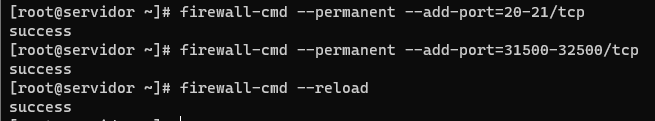 [root@servidor ~]# firewall-cmd --permanent --add-port=20-21/tcp
success
[root@servidor ~]# firewall-cmd --permanent --add-port=31500-32500/tcp
success
[root@servidor ~]# firewall-cmd --reload
success